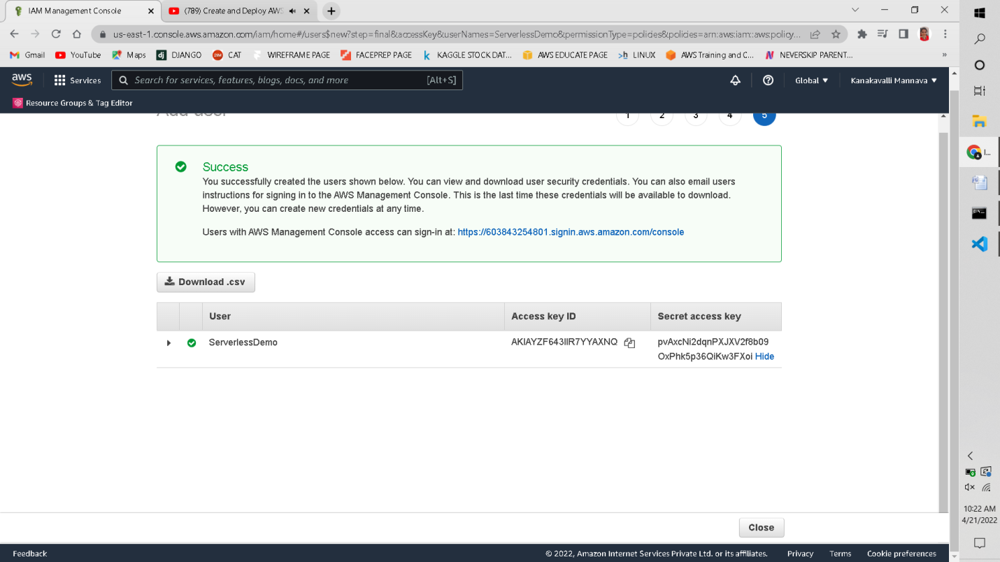 IAM Management Console
(789) Create and Deploy AWS
us-east-1.console.aws.amazon.com/iam/home#/users$new?step=final&accessKey&userNames=ServerlessDemo&permissionType=policies&policies=arn:aws:iam::aws:policy...
Gmail YouTube Maps DJANGO CAT WIREFRAME PAGE FACEPREP PAGE KAGGLE STOCK DAT... AWS EDUCATE PAGE LINUX AWS Training and C... NEVERSKIP PARENT... »
aws Services Search for services, features, blogs, docs, and more [Alt+S] Global Kanakavalli Mannava
Resource Groups & Tag Editor
Add user 1 2 3 4 5
Success
You successfully created the users shown below. You can view and download user security credentials. You can also email users
instructions for signing in to the AWS Management Console. This is the last time these credentials will be available to download.
However, you can create new credentials at any time.
Users with AWS Management Console access can sign-in at: https://603843254801.signin.aws.amazon.com/console
Download .csv
User Access key ID Secret access key
ServerlessDemo AKIAYZF643IIR7YYAXNQ pvAxcNi2dqnPXJXV2f8b09
OxPhk5p36QiKw3FXoi Hide
Close
Feedback © 2022, Amazon Internet Services Private Ltd. or its affiliates. Privacy Terms Cookie preferences
10:22 AM
4/21/2022